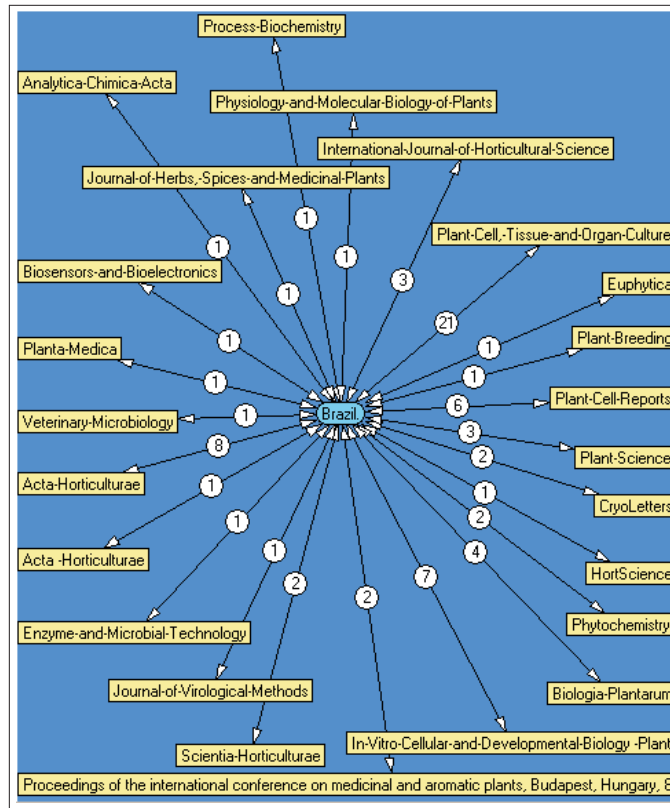 Process-Biochemistry
Analytica-Chimica-Acta
Physiology-and-Molecular-Biology-of-Plants
International-Journal-of-Horticultural-Science
Journal-of-Herbs,-Spices-and-Medicinal-Plants
1
1
1
3
1
Plant-Cell,-Tissue-and-Organ-Culture
21
Biosensors-and-Bioelectronics
1
Euphytica
1
Plant-Breeding
1
Planta-Medica
1
Plant-Cell-Reports
6
Brazil.
Veterinary-Microbiology
1
Plant-Science
3
Acta-Horticulturae
8
CryoLetters
2
Acta -Horticulturae
1
HortScience
1
Phytochemistry
2
Enzyme-and-Microbial-Technology
1
Biologia-Plantarum
4
Journal-of-Virological-Methods
1
In-Vitro-Cellular-and-Developmental-Biology -Plant
7
Scientia-Horticulturae
2
2
Proceedings of the international conference on medicinal and aromatic plants, Budapest, Hungary,